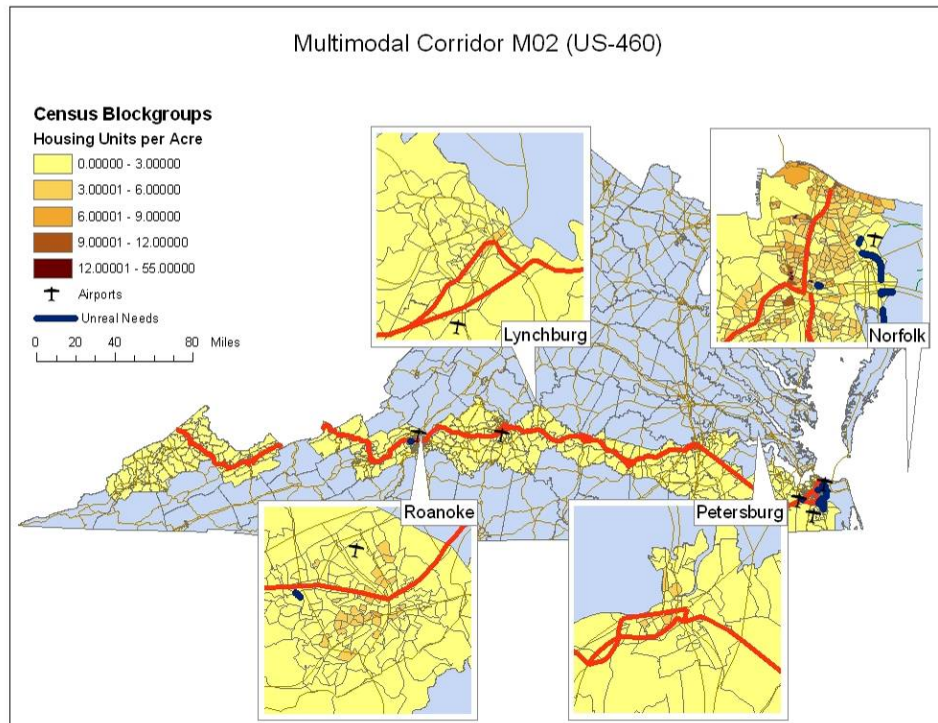 Multimodal Corridor M02 (US-460)
Census Blockgroups
Housing Units per Acre
0.00000 - 3.00000
3.00001 - 6.00000
6.00001 - 9.00000
9.00001 - 12.00000
12.00001 - 55.00000
Airports
Unreal Needs
0 20 40 80 Miles
Lynchburg
Norfolk
Roanoke
Petersburg